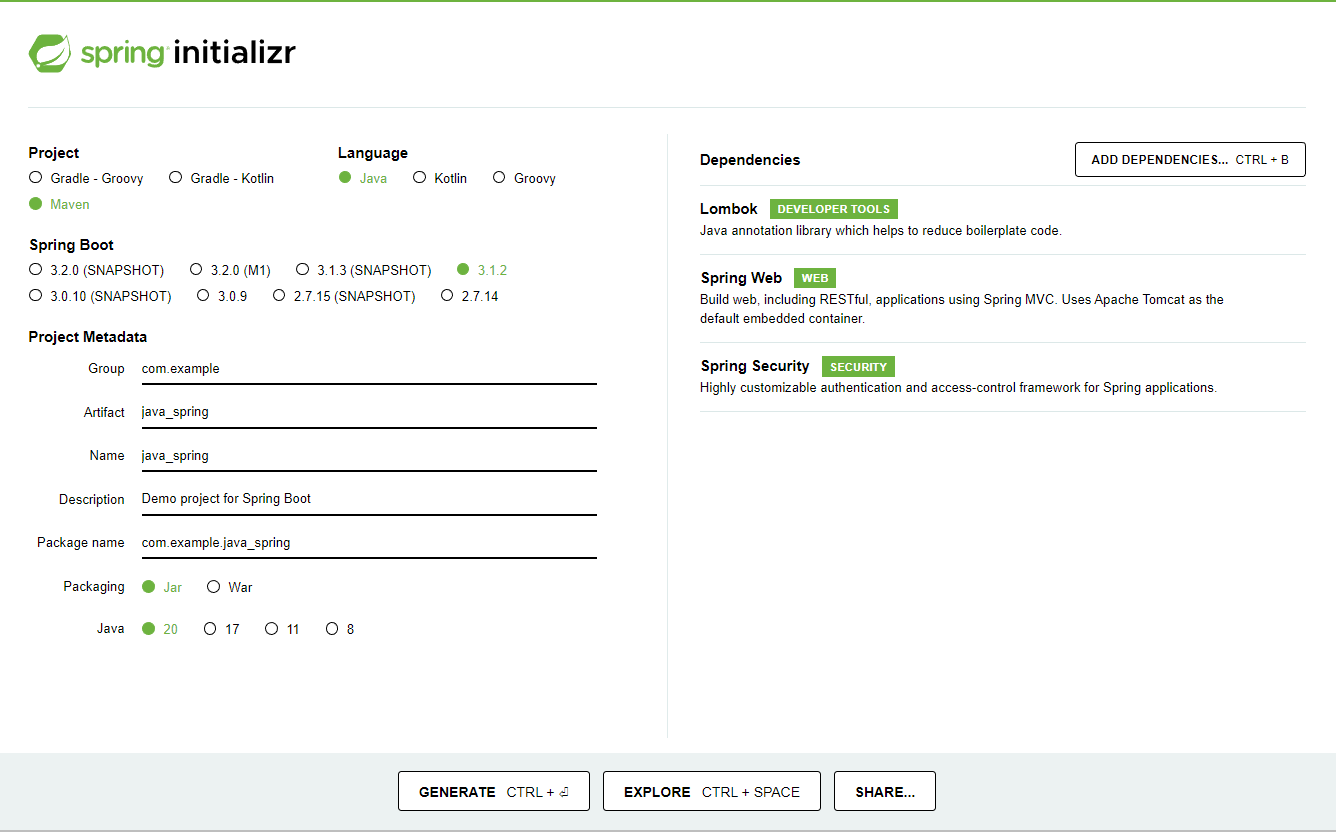 spring initializr
Project
Gradle - Groovy Gradle - Kotlin
Maven
Language
Java Kotlin Groovy
Spring Boot
3.2.0 (SNAPSHOT) 3.2.0 (M1) 3.1.3 (SNAPSHOT) 3.1.2
3.0.10 (SNAPSHOT) 3.0.9 2.7.15 (SNAPSHOT) 2.7.14
Project Metadata
Group com.example
Artifact java_spring
Name java_spring
Description Demo project for Spring Boot
Package name com.example.java_spring
Packaging Jar War
Java 20 17 11 8
Dependencies ADD DEPENDENCIES... CTRL + B
Lombok DEVELOPER TOOLS
Java annotation library which helps to reduce boilerplate code.
Spring Web WEB
Build web, including RESTful, applications using Spring MVC. Uses Apache Tomcat as the
default embedded container.
Spring Security SECURITY
Highly customizable authentication and access-control framework for Spring applications.
GENERATE CTRL + ⏎ EXPLORE CTRL + SPACE SHARE...